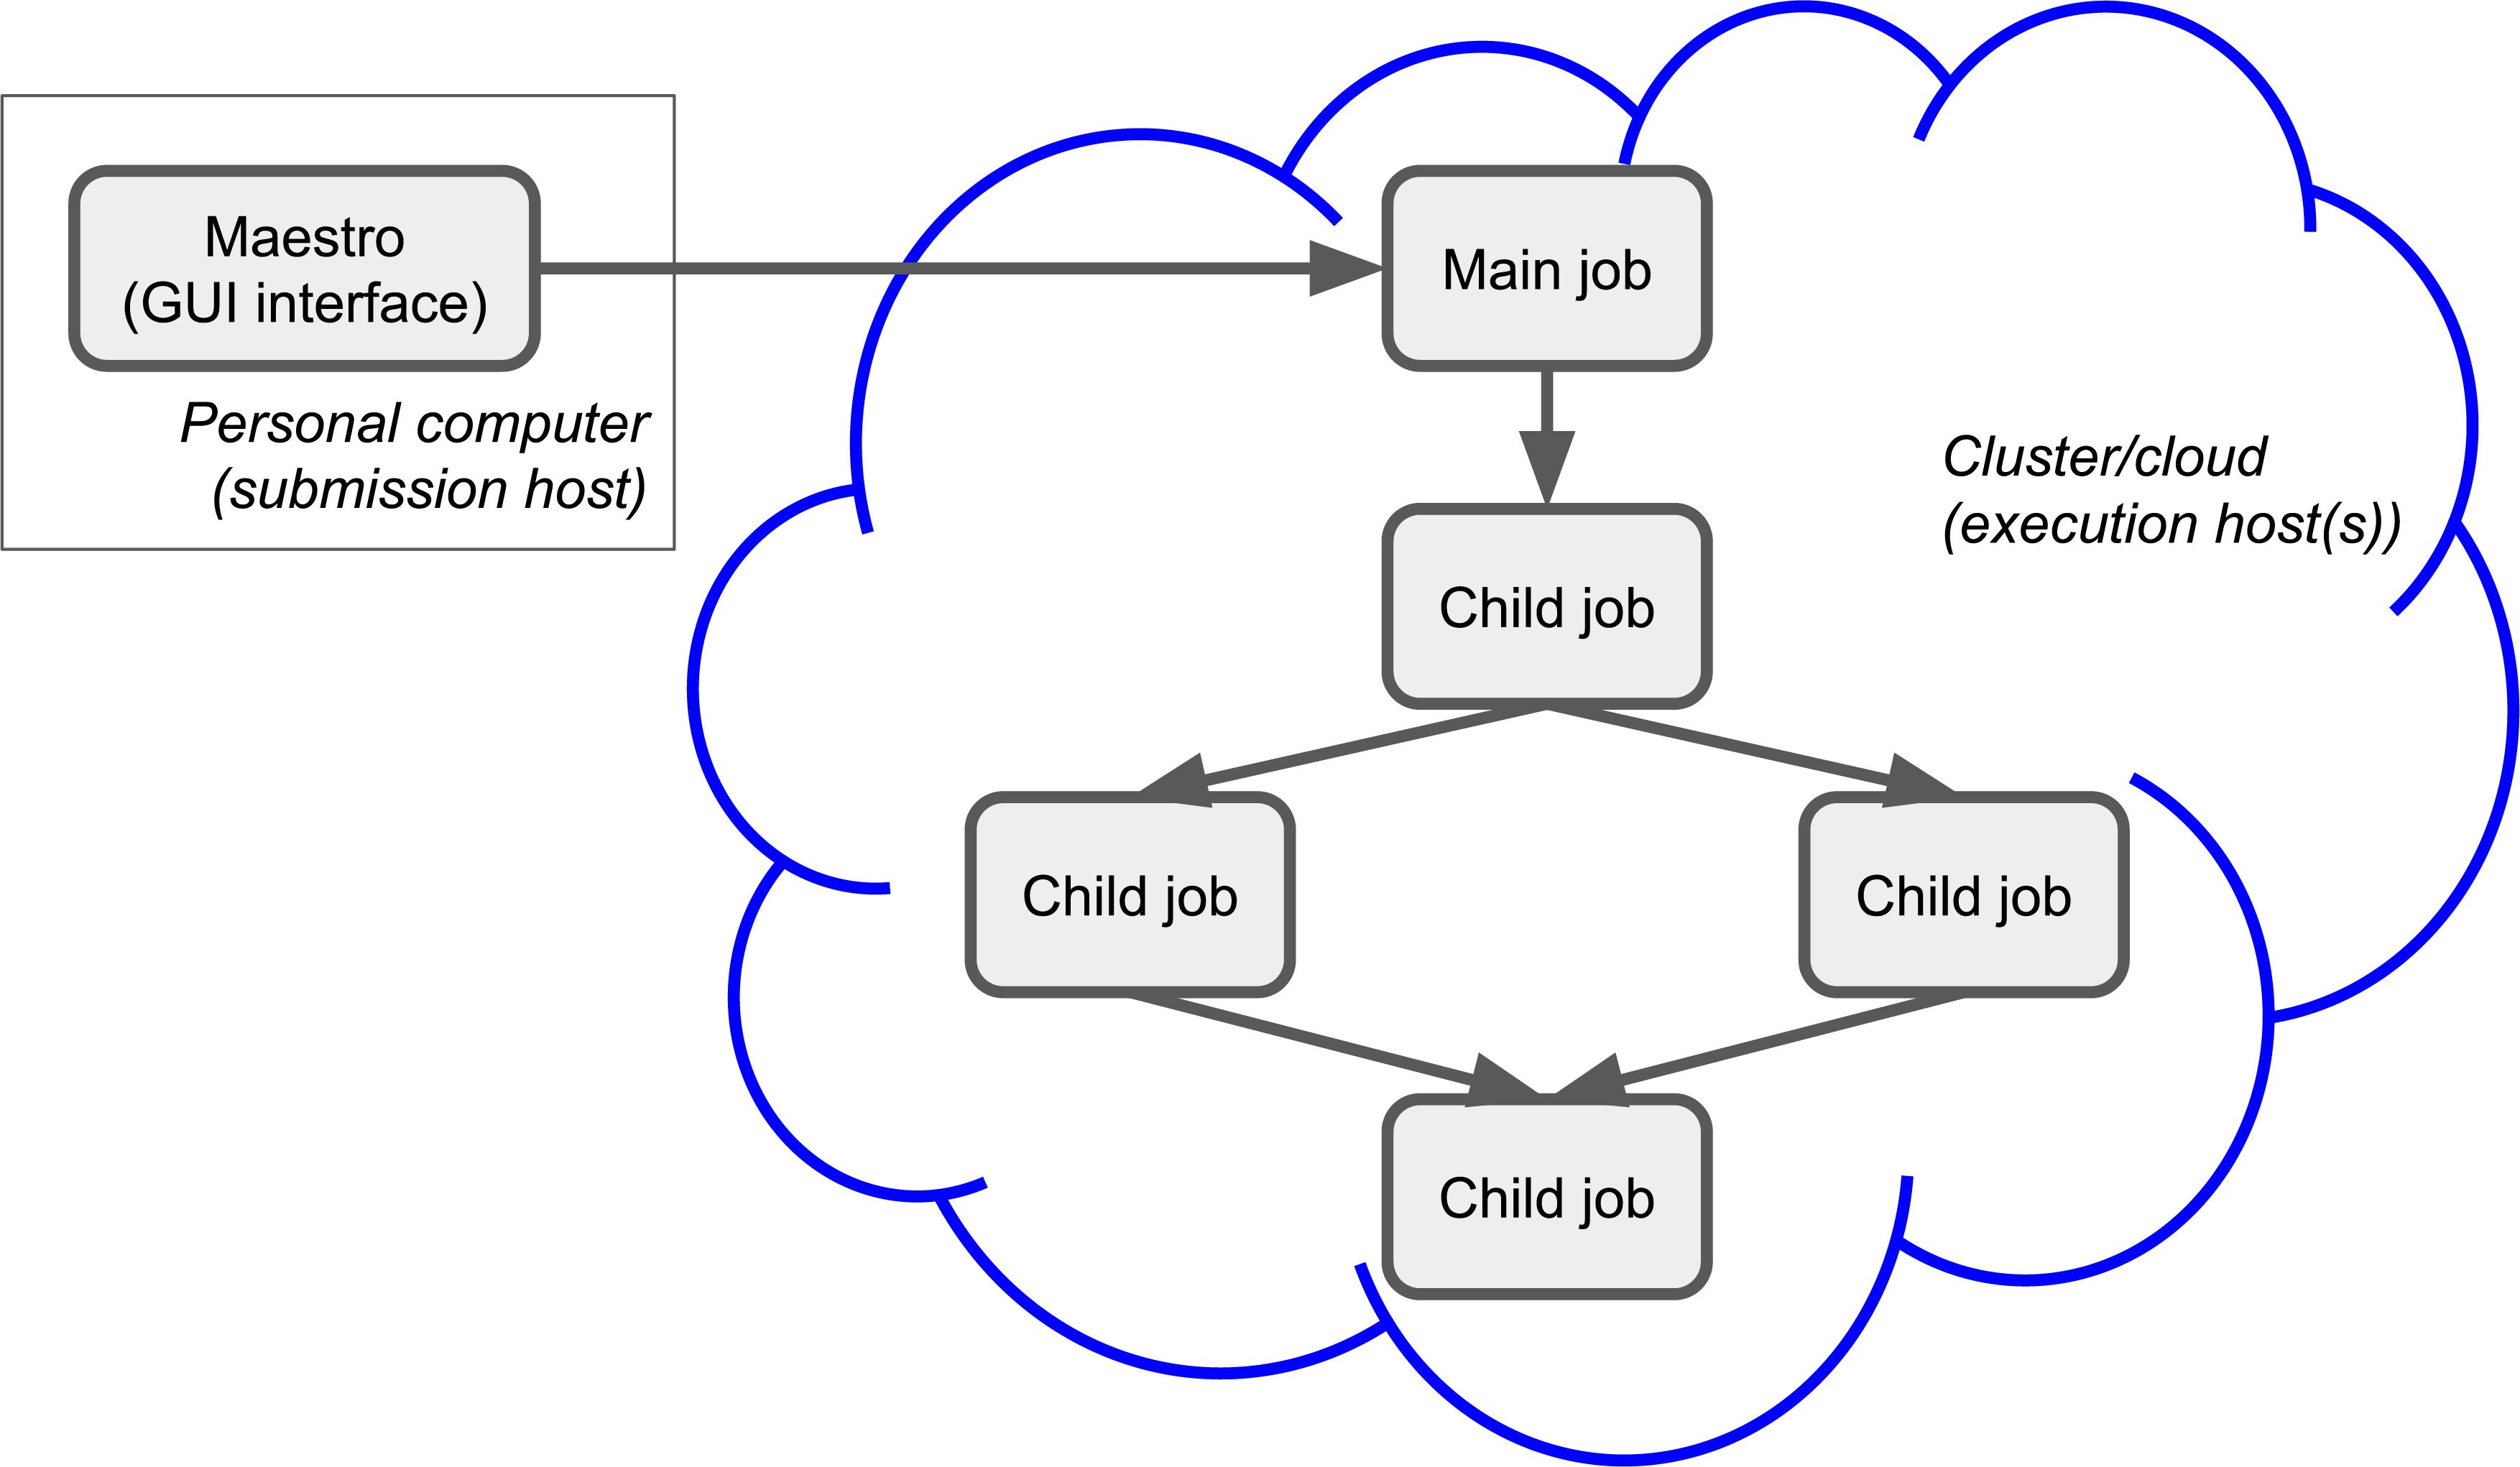 Maestro
(GUI interface)
Personal computer
(submission host)
Main job
Cluster/cloud
(execution host(s))
Child job
Child job
Child job
Child job